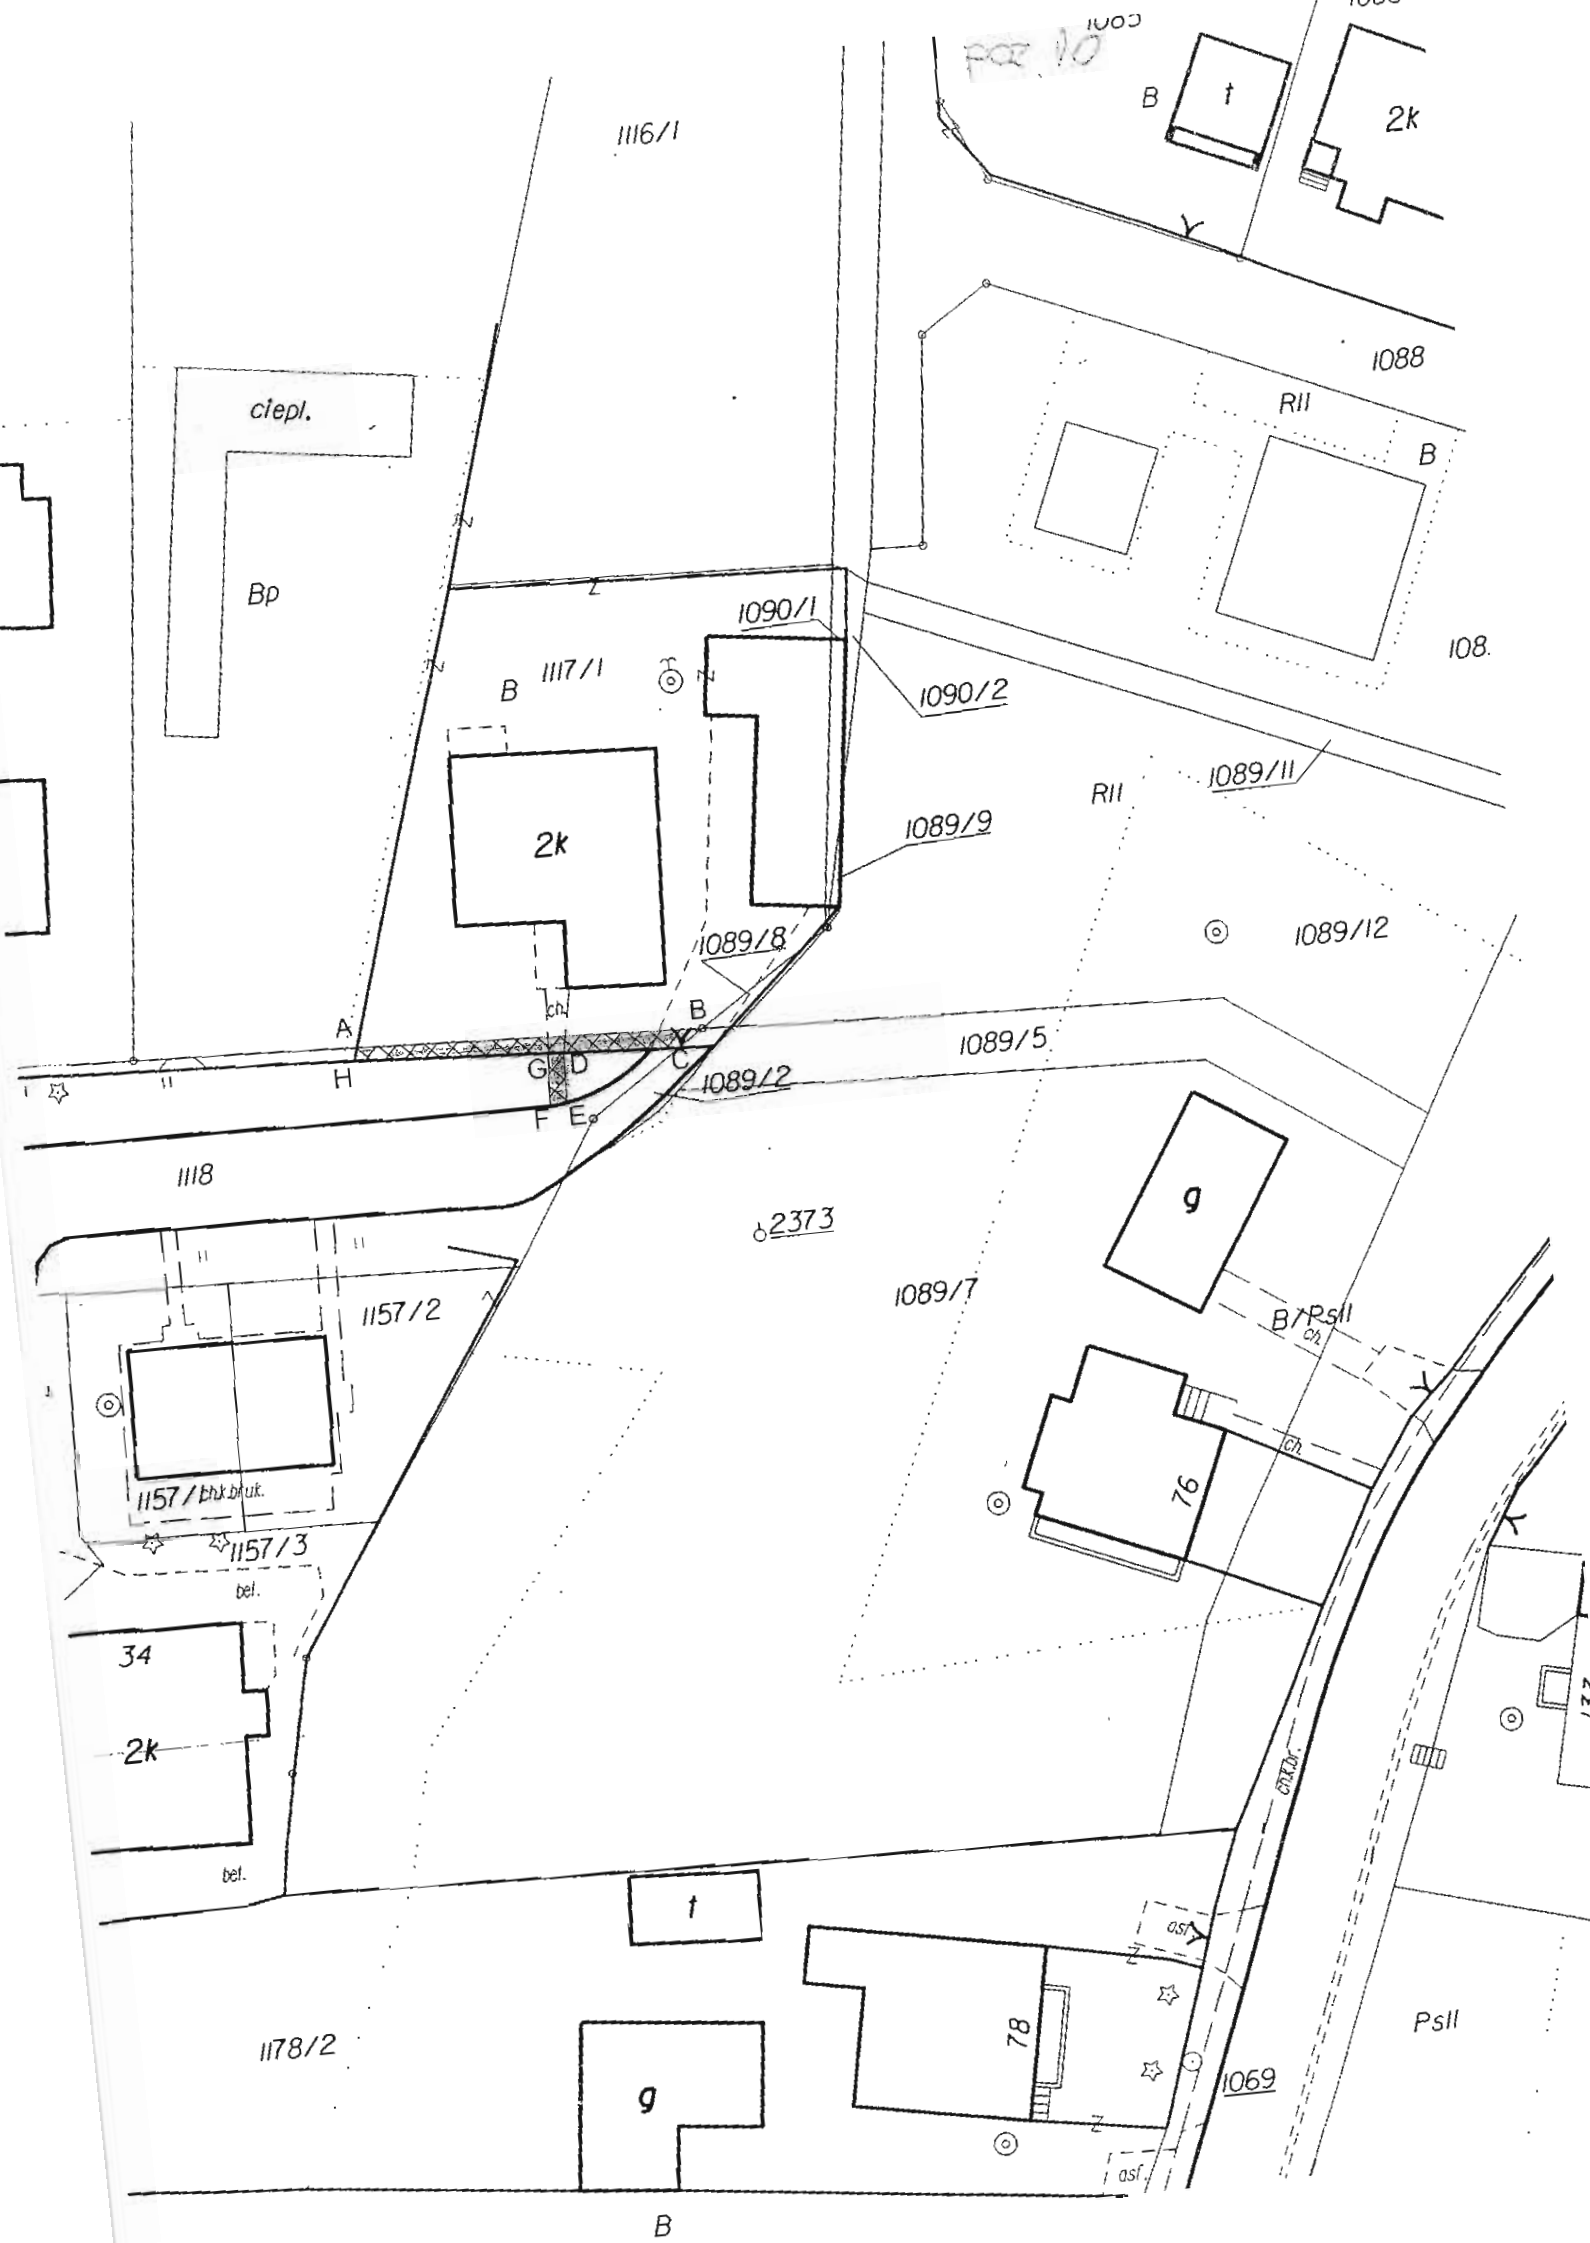 1085
poz. 10
B
t
2k
1116/1
1088
RII
B
ciepl.
Bp
1090/1
108.
1117/1
B
1090/2
1089/11
RII
2k
1089/9
1089/12
1089/8
ch.
A
B
1089/5
H
G
D
C
1089/2
F
E
1118
g
2373
1089/7
1157/2
B/PsII
ch.
ch.
76
1157/
1157/3
bet.
34
2k
ch.k.br.
bet.
t
asf.
78
PsII
1178/2
g
1069
asf.
B